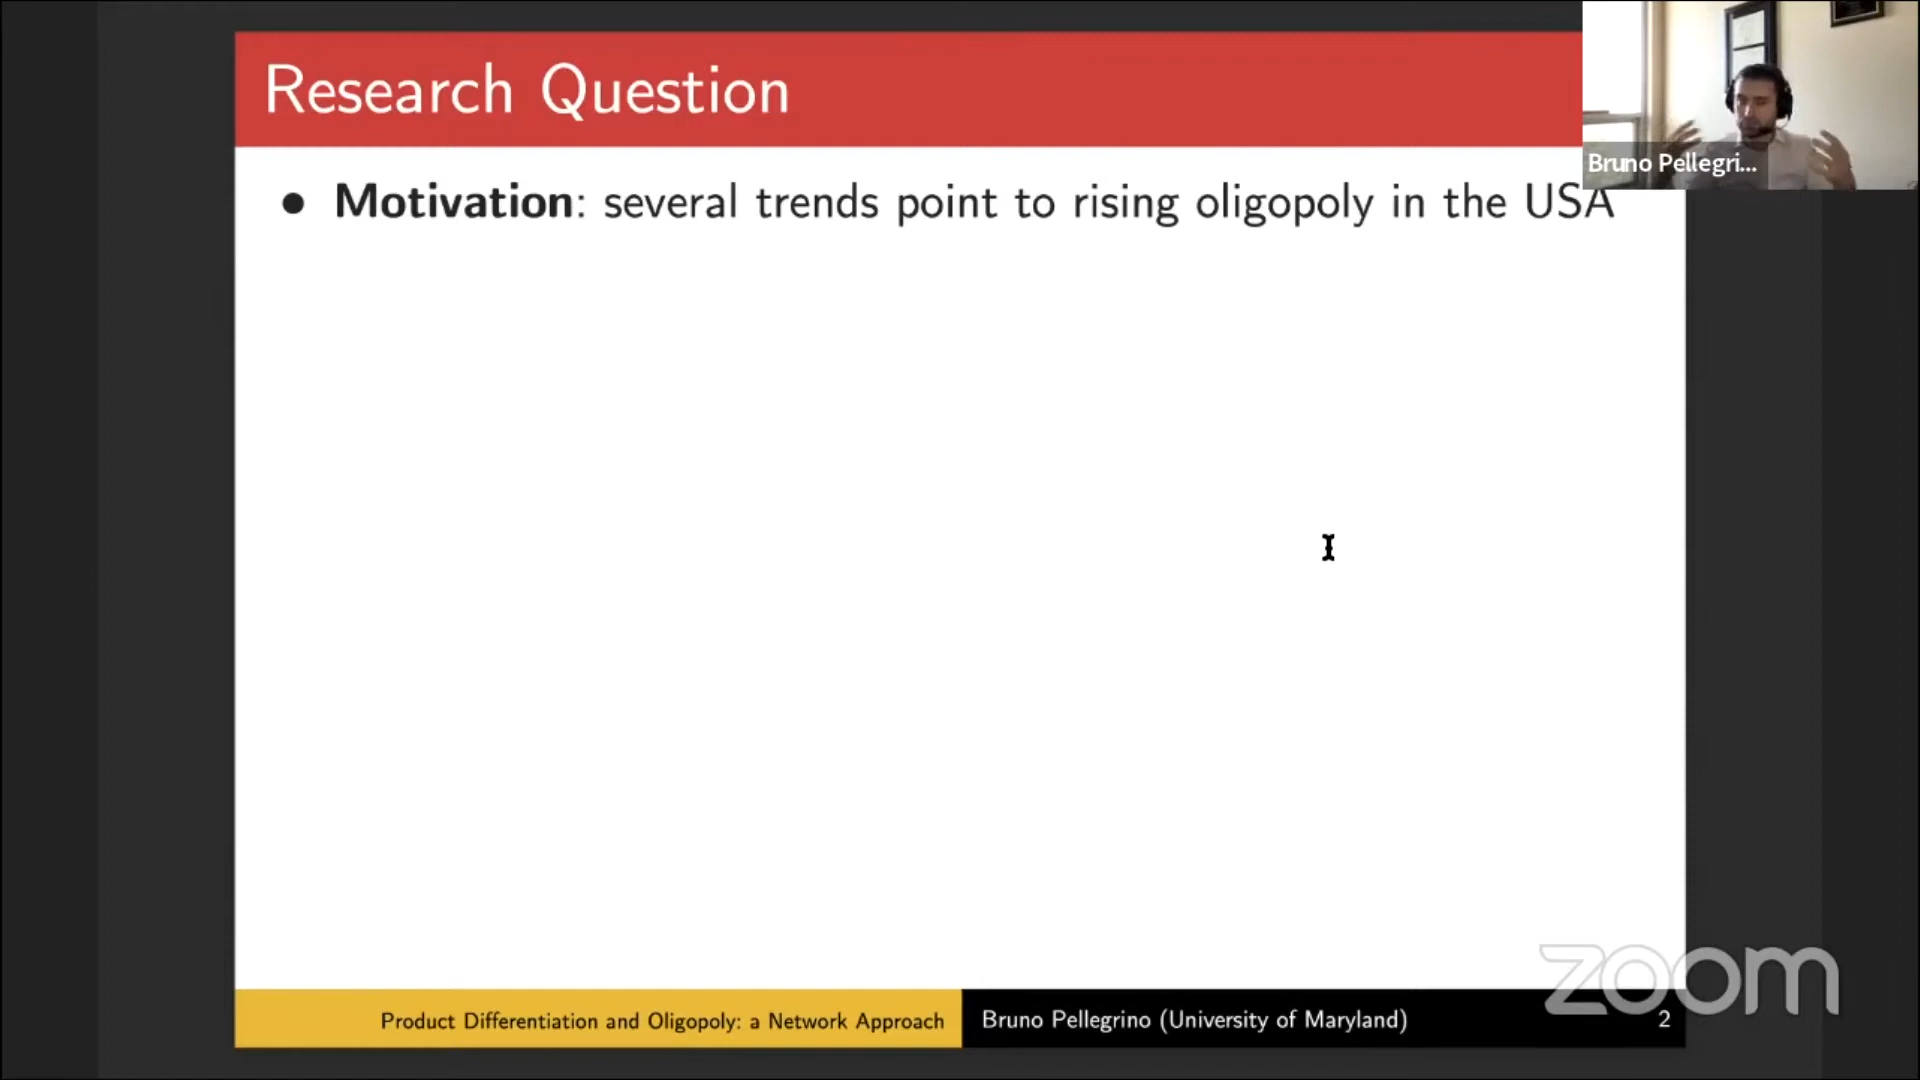 Research Question
Bruno Pellegri...
• Motivation: several trends point to rising oligopoly in the USA
zoom
Product Differentiation and Oligopoly: a Network Approach
Bruno Pellegrino (University of Maryland)
2